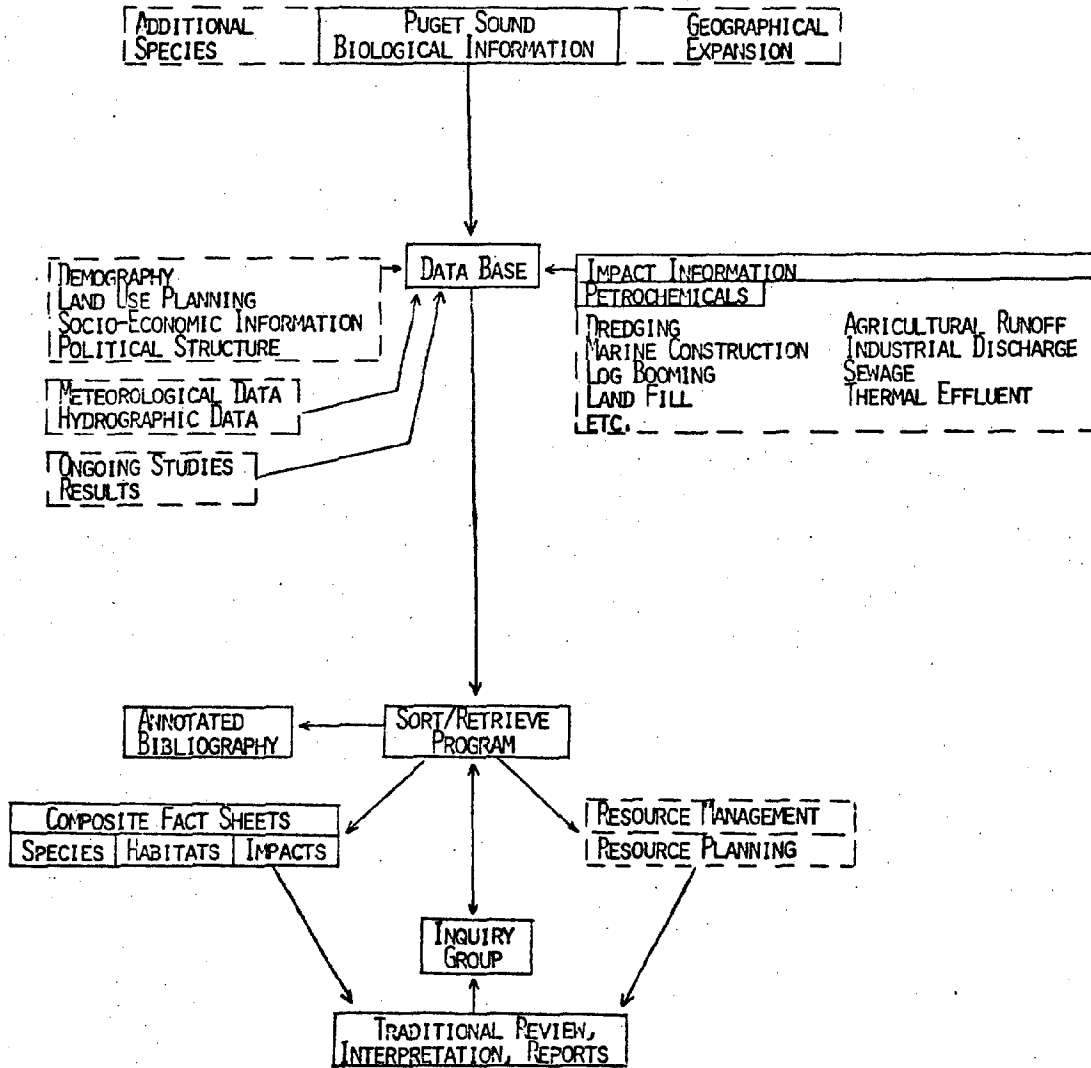 ADDITIONAL
SPECIES
PUGET SOUND
BIOLOGICAL INFORMATION
GEOGRAPHICAL
EXPANSION
DATA BASE
DEMOGRAPHY
LAND USE PLANNING
SOCIO-ECONOMIC INFORMATION
POLITICAL STRUCTURE
METEOROLOGICAL DATA
HYDROGRAPHIC DATA
ONGOING STUDIES
RESULTS
IMPACT INFORMATION
PETROCHEMICALS
DREDGING
MARINE CONSTRUCTION
LOG BOOMING
LAND FILL
ETC.
AGRICULTURAL RUNOFF
INDUSTRIAL DISCHARGE
SEWAGE
THERMAL EFFLUENT
ANNOTATED
BIBLIOGRAPHY
SORT/RETRIEVE
PROGRAM
COMPOSITE FACT SHEETS
SPECIES HABITATS IMPACTS
RESOURCE MANAGEMENT
RESOURCE PLANNING
INQUIRY
GROUP
TRADITIONAL REVIEW,
INTERPRETATION, REPORTS